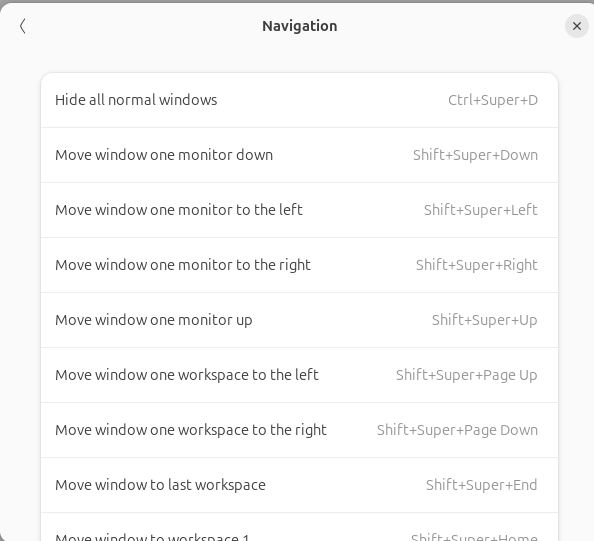 Navigation
Hide all normal windows Ctrl+Super+D
Move window one monitor down Shift+Super+Down
Move window one monitor to the left Shift+Super+Left
Move window one monitor to the right Shift+Super+Right
Move window one monitor up Shift+Super+Up
Move window one workspace to the left Shift+Super+Page Up
Move window one workspace to the right Shift+Super+Page Down
Move window to last workspace Shift+Super+End
Move window to workspace 1 Shift+Super+Home